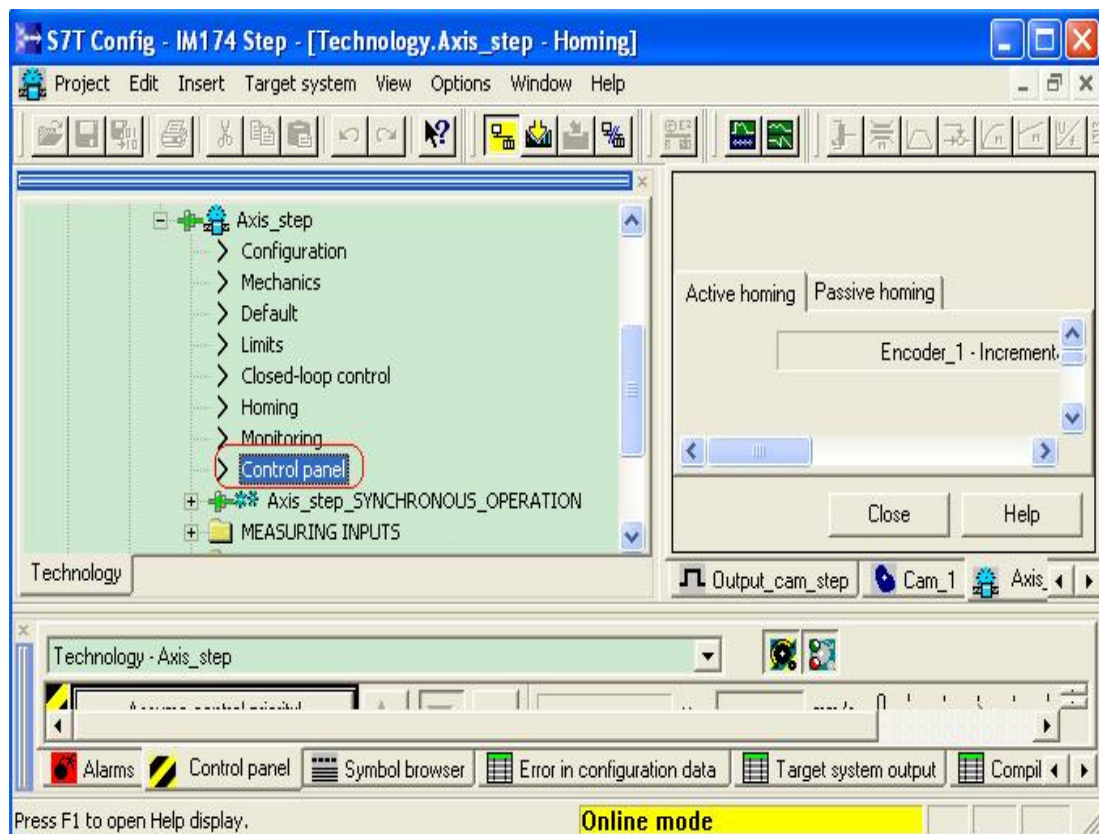 S7T Config - IM174 Step - [Technology.Axis_step - Homing]
Project Edit Insert Target system View Options Window Help
Axis_step
Configuration
Mechanics
Default
Limits
Closed-loop control
Homing
Monitoring
Control panel
Axis_step_SYNCHRONOUS_OPERATION
MEASURING INPUTS
Technology
Active homing Passive homing
Encoder_1 - Increment
Close Help
Output_cam_step Cam_1 Axis_
Technology - Axis_step
Alarms Control panel Symbol browser Error in configuration data Target system output Compil
Press F1 to open Help display. Online mode